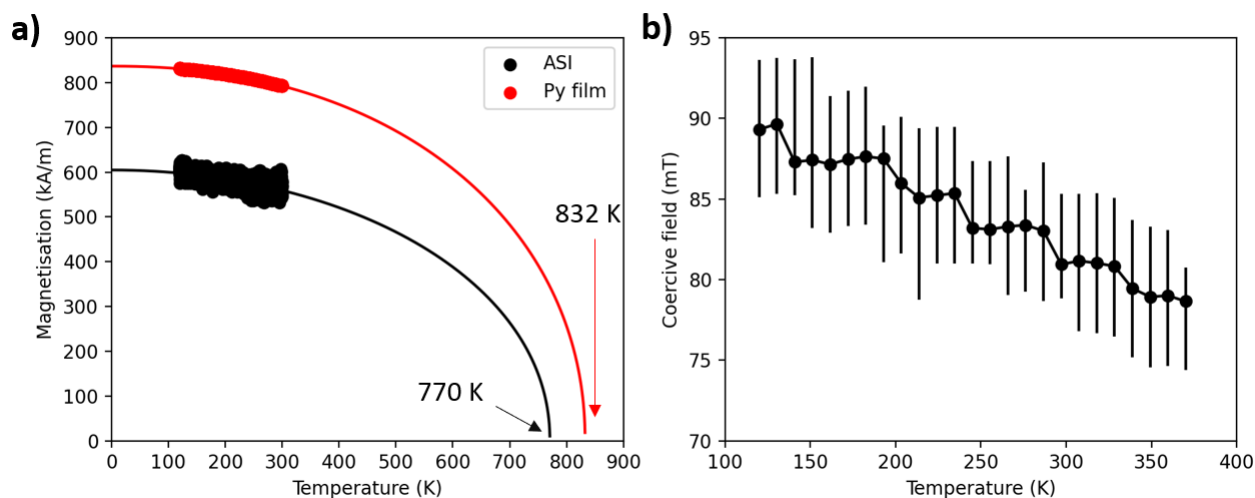 a)
900
800
700
600
500
400
300
200
100
0
Magnetisation (kA/m)
ASI
Py film
832 K
770 K
0 100 200 300 400 500 600 700 800 900
Temperature (K)
b)
95
90
85
80
75
70
Coercive field (mT)
100 150 200 250 300 350 400
Temperature (K)